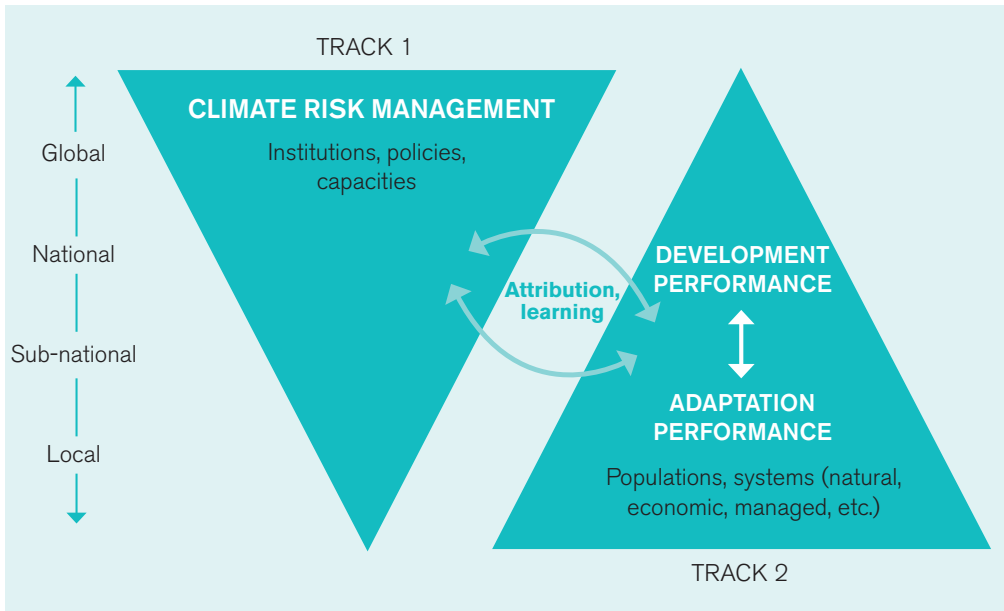 TRACK 1
CLIMATE RISK MANAGEMENT
Institutions, policies,
capacities
Global
National
Sub-national
Local
Attribution,
learning
DEVELOPMENT
PERFORMANCE
ADAPTATION
PERFORMANCE
Populations, systems (natural,
economic, managed, etc.)
TRACK 2